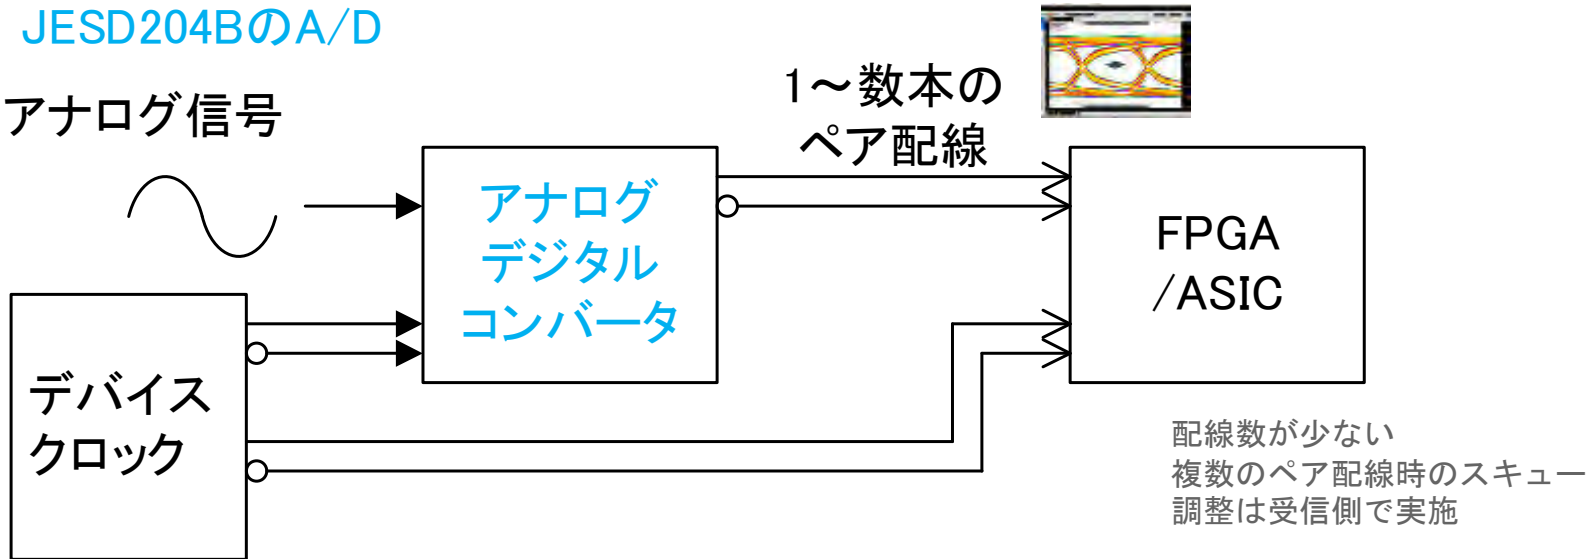 JESD204BのA/D
アナログ信号
1～数本の
ペア配線
アナログ
デジタル
コンバータ
FPGA
/ASIC
デバイス
クロック
配線数が少ない
複数のペア配線時のスキュー
調整は受信側で実施